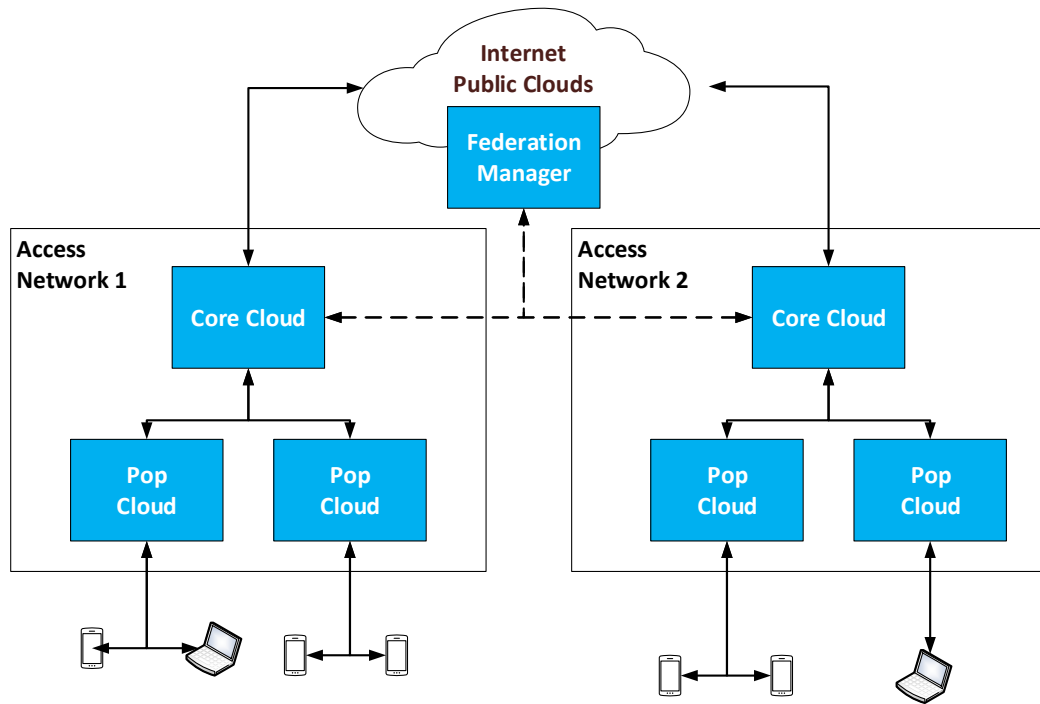 Internet
Public Clouds
Federation
Manager
Access
Network 1
Core Cloud
Access
Network 2
Core Cloud
Pop
Cloud
Pop
Cloud
Pop
Cloud
Pop
Cloud